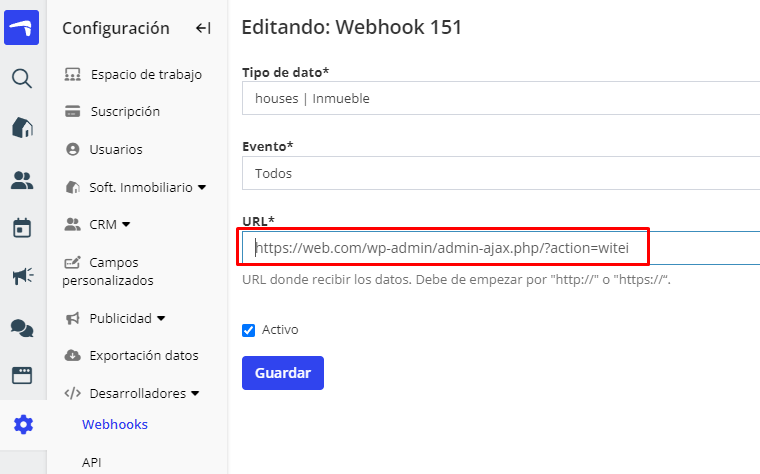 Configuración
Espacio de trabajo
Suscripción
Usuarios
Soft. Inmobiliario
CRM
Campos
personalizados
Publicidad
Exportación datos
Desarrolladores
Webhooks
API
Editando: Webhook 151
Tipo de dato*
houses | Inmueble
Evento*
Todos
URL*
https://web.com/wp-admin/admin-ajax.php/?action=witei
URL donde recibir los datos. Debe de empezar por "http://" o "https://".
Activo
Guardar